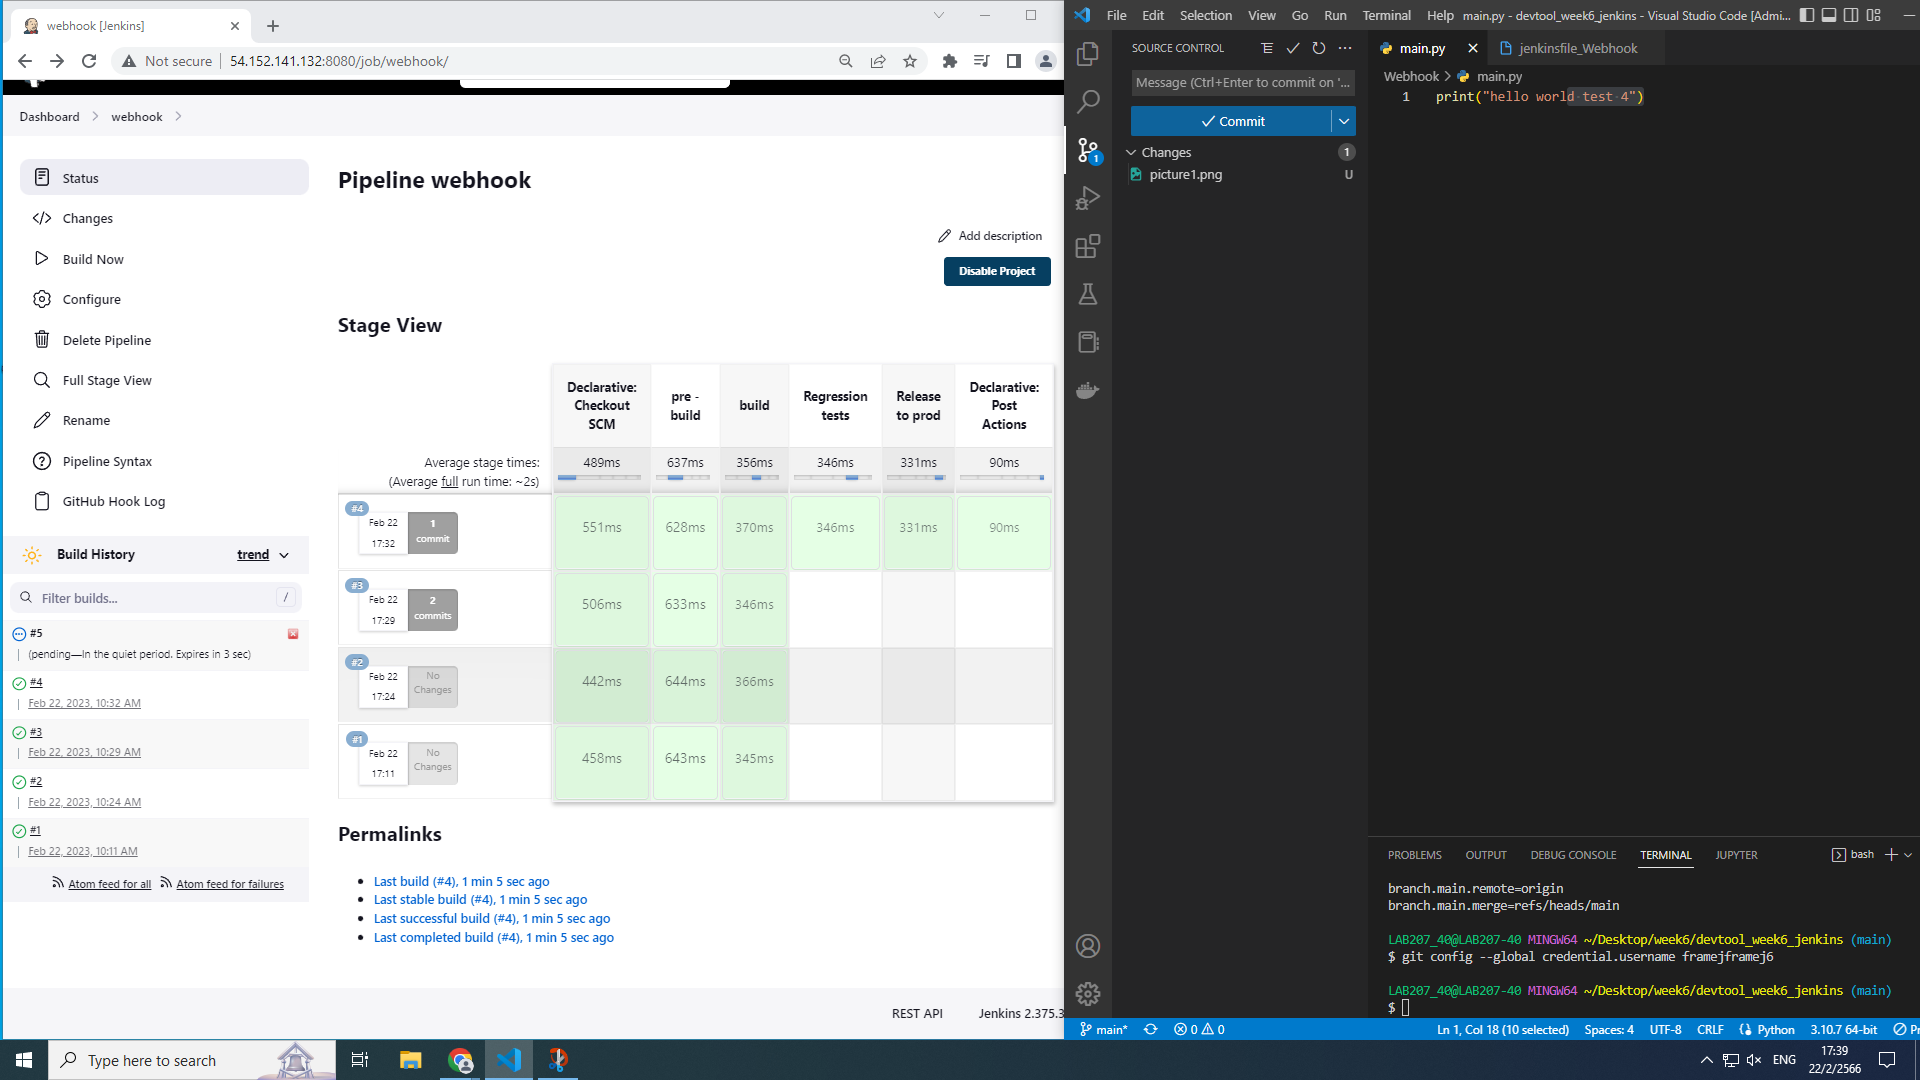 webhook [Jenkins]
Not secure
54.152.141.132:8080/job/webhook/
Dashboard
webhook
Status
Changes
Build Now
Configure
Delete Pipeline
Full Stage View
Rename
Pipeline Syntax
GitHub Hook Log
Build History
trend
Filter builds...
/
#5
(pending—In the quiet period. Expires in 3 sec)
#4
Feb 22, 2023, 10:32 AM
#3
Feb 22, 2023, 10:29 AM
#2
Feb 22, 2023, 10:24 AM
#1
Feb 22, 2023, 10:11 AM
Atom feed for all
Atom feed for failures
Pipeline webhook
Add description
Disable Project
Stage View
Declarative: Checkout SCM
pre - build
build
Regression tests
Release to prod
Declarative: Post Actions
Average stage times:
(Average full run time: ~2s)
489ms
637ms
356ms
346ms
331ms
90ms
#4
Feb 22
17:32
1
commit
551ms
628ms
370ms
346ms
331ms
90ms
#3
Feb 22
17:29
2
commits
506ms
633ms
346ms
#2
Feb 22
17:24
No
Changes
442ms
644ms
366ms
#1
Feb 22
17:11
No
Changes
458ms
643ms
345ms
Permalinks
Last build (#4), 1 min 5 sec ago
Last stable build (#4), 1 min 5 sec ago
Last successful build (#4), 1 min 5 sec ago
Last completed build (#4), 1 min 5 sec ago
REST API
Jenkins 2.375.3
File Edit Selection View Go Run Terminal Help
main.py - devtool_week6_jenkins - Visual Studio Code [Admi...
SOURCE CONTROL
Message (Ctrl+Enter to commit on '...
Commit
Changes
1
picture1.png
U
1
main.py
jenkinsfile_Webhook
Webhook > main.py
1
print("hello world test 4")
PROBLEMS
OUTPUT
DEBUG CONSOLE
TERMINAL
JUPYTER
bash
branch.main.remote=origin
branch.main.merge=refs/heads/main
LAB207_40@LAB207-40 MINGW64 ~/Desktop/week6/devtool_week6_jenkins (main)
$ git config --global credential.username framejframej6
LAB207_40@LAB207-40 MINGW64 ~/Desktop/week6/devtool_week6_jenkins (main)
$
main*
0
0
Ln 1, Col 18 (10 selected)
Spaces: 4
UTF-8
CRLF
Python
3.10.7 64-bit
Pr
Type here to search
ENG
17:39
22/2/2566